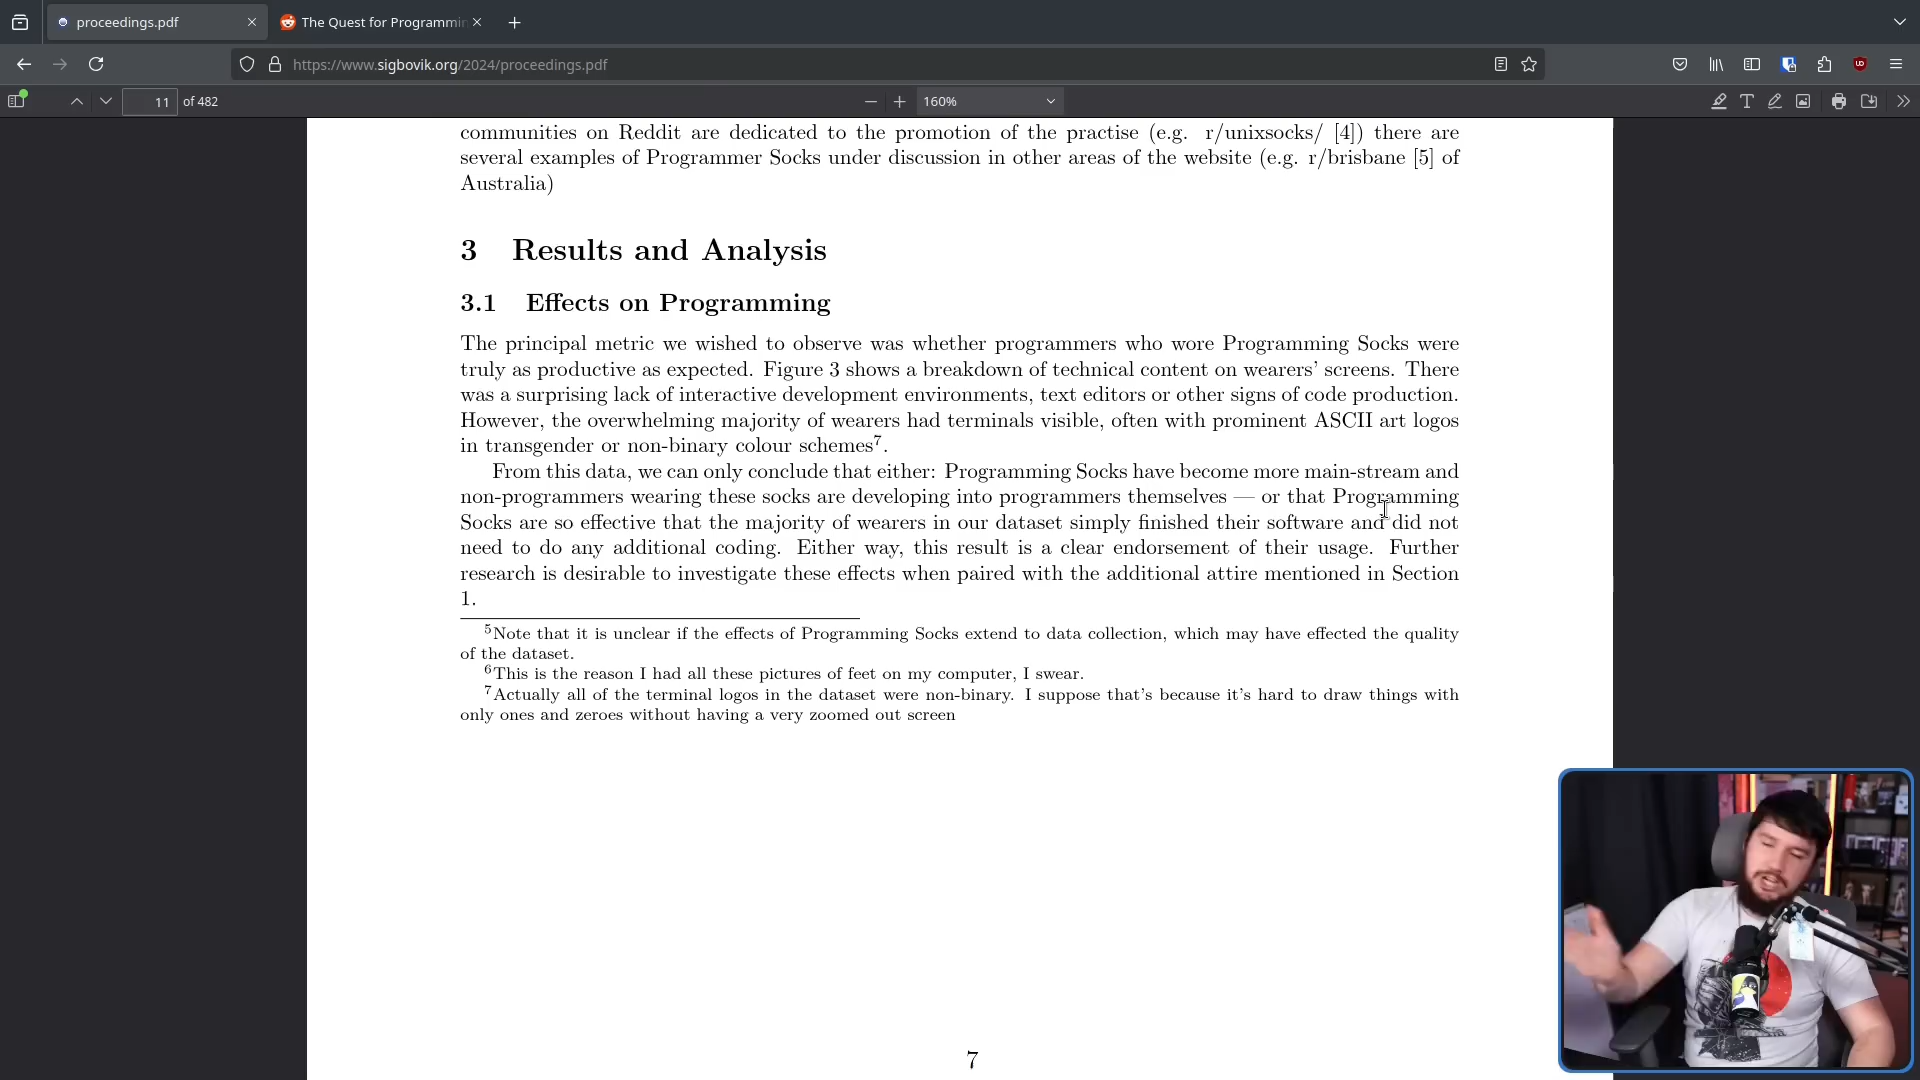 proceedings.pdf
The Quest for Programmin
https://www.sigbovik.org/2024/proceedings.pdf
11 of 482
160%
communities on Reddit are dedicated to the promotion of the practise (e.g. r/unixsocks/ [4]) there are
several examples of Programmer Socks under discussion in other areas of the website (e.g. r/brisbane [5] of
Australia)
3 Results and Analysis
3.1 Effects on Programming
The principal metric we wished to observe was whether programmers who wore Programming Socks were
truly as productive as expected. Figure 3 shows a breakdown of technical content on wearers' screens. There
was a surprising lack of interactive development environments, text editors or other signs of code production.
However, the overwhelming majority of wearers had terminals visible, often with prominent ASCII art logos
in transgender or non-binary colour schemes⁷.
From this data, we can only conclude that either: Programming Socks have become more main-stream and
non-programmers wearing these socks are developing into programmers themselves — or that Programming
Socks are so effective that the majority of wearers in our dataset simply finished their software and did not
need to do any additional coding. Either way, this result is a clear endorsement of their usage. Further
research is desirable to investigate these effects when paired with the additional attire mentioned in Section
1.
⁵Note that it is unclear if the effects of Programming Socks extend to data collection, which may have effected the quality
of the dataset.
⁶This is the reason I had all these pictures of feet on my computer, I swear.
⁷Actually all of the terminal logos in the dataset were non-binary. I suppose that's because it's hard to draw things with
only ones and zeroes without having a very zoomed out screen
7